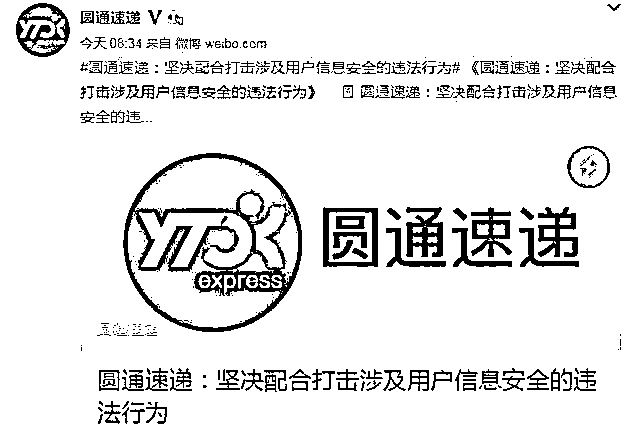 圆通速递 V
今天 08:34 来自 微博 weibo.com
#圆通速递：坚决配合打击涉及用户信息安全的违法行为# 《圆通速递：坚决配合
打击涉及用户信息安全的违法行为》 圆通速递：坚决配合打击涉及用户信息
安全的违...
YTO
express
圆通速递
圆通速递
圆通速递：坚决配合打击涉及用户信息安全的违
法行为